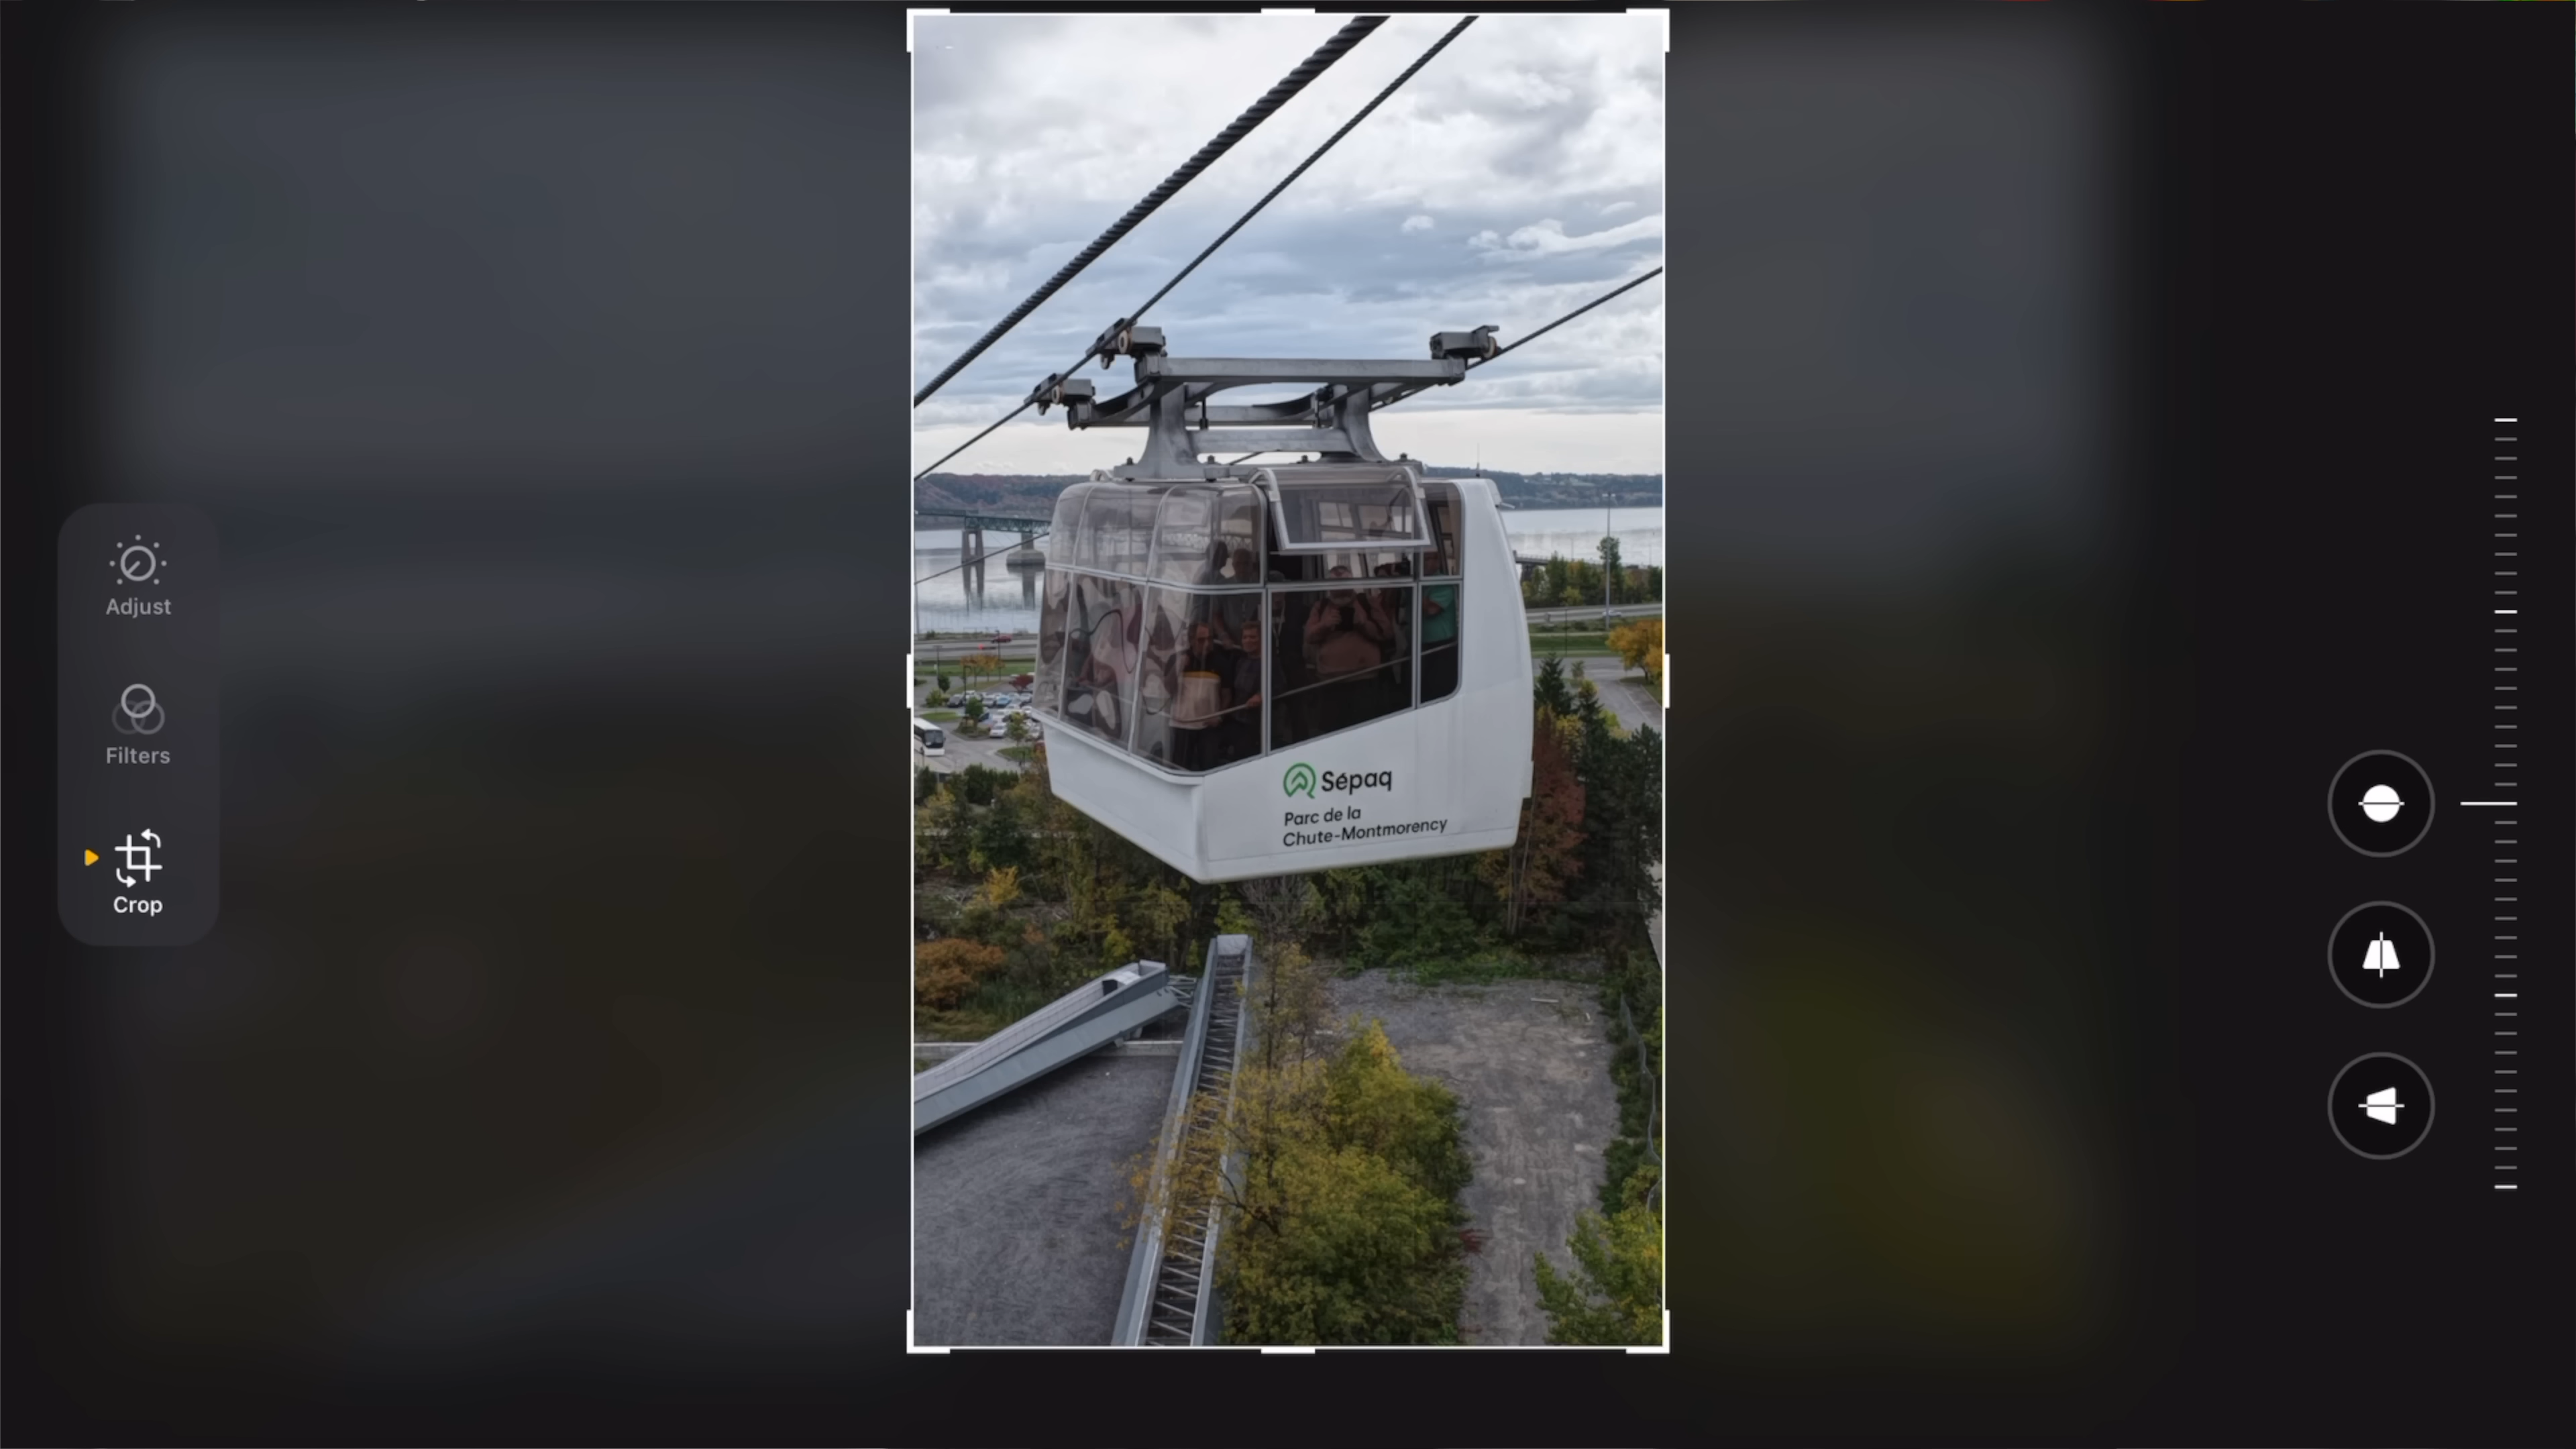 Adjust
Filters
Crop
Sépaq
Parc de la
Chute-Montmorency